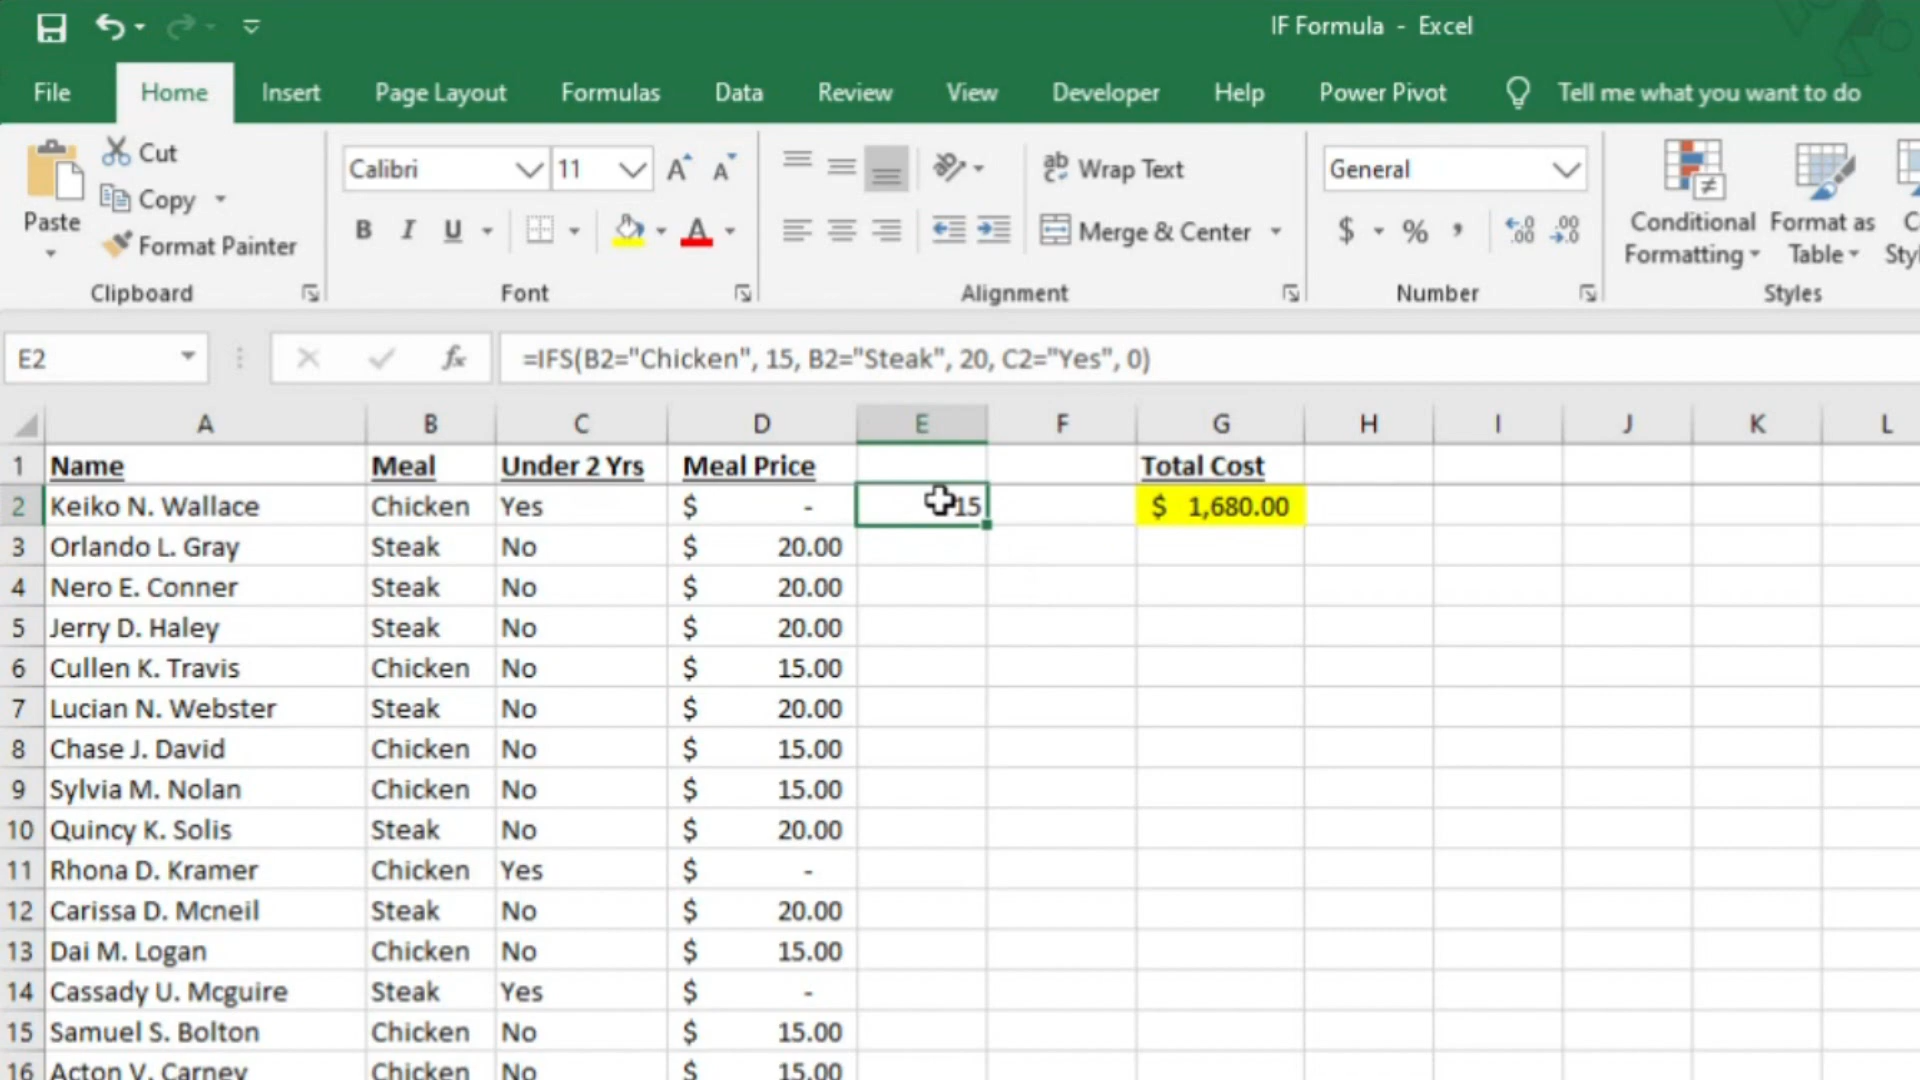 IF Formula - Excel
File Home Insert Page Layout Formulas Data Review View Developer Help Power Pivot Tell me what you want to do
Paste Cut Copy Format Painter
Clipboard
Calibri 11
B I U A
Font
Wrap Text
Merge & Center
Alignment
General
$ % ,
Number
Conditional Formatting Format as Table
Styles
E2 fx =IFS(B2="Chicken", 15, B2="Steak", 20, C2="Yes", 0)
A B C D E F G H I J K L
1 Name Meal Under 2 Yrs Meal Price Total Cost
2 Keiko N. Wallace Chicken Yes $ - 15 $ 1,680.00
3 Orlando L. Gray Steak No $ 20.00
4 Nero E. Conner Steak No $ 20.00
5 Jerry D. Haley Steak No $ 20.00
6 Cullen K. Travis Chicken No $ 15.00
7 Lucian N. Webster Steak No $ 20.00
8 Chase J. David Chicken No $ 15.00
9 Sylvia M. Nolan Chicken No $ 15.00
10 Quincy K. Solis Steak No $ 20.00
11 Rhona D. Kramer Chicken Yes $ -
12 Carissa D. Mcneil Steak No $ 20.00
13 Dai M. Logan Chicken No $ 15.00
14 Cassady U. Mcguire Steak Yes $ -
15 Samuel S. Bolton Chicken No $ 15.00
16 Acton V. Carney Chicken No $ 15.00